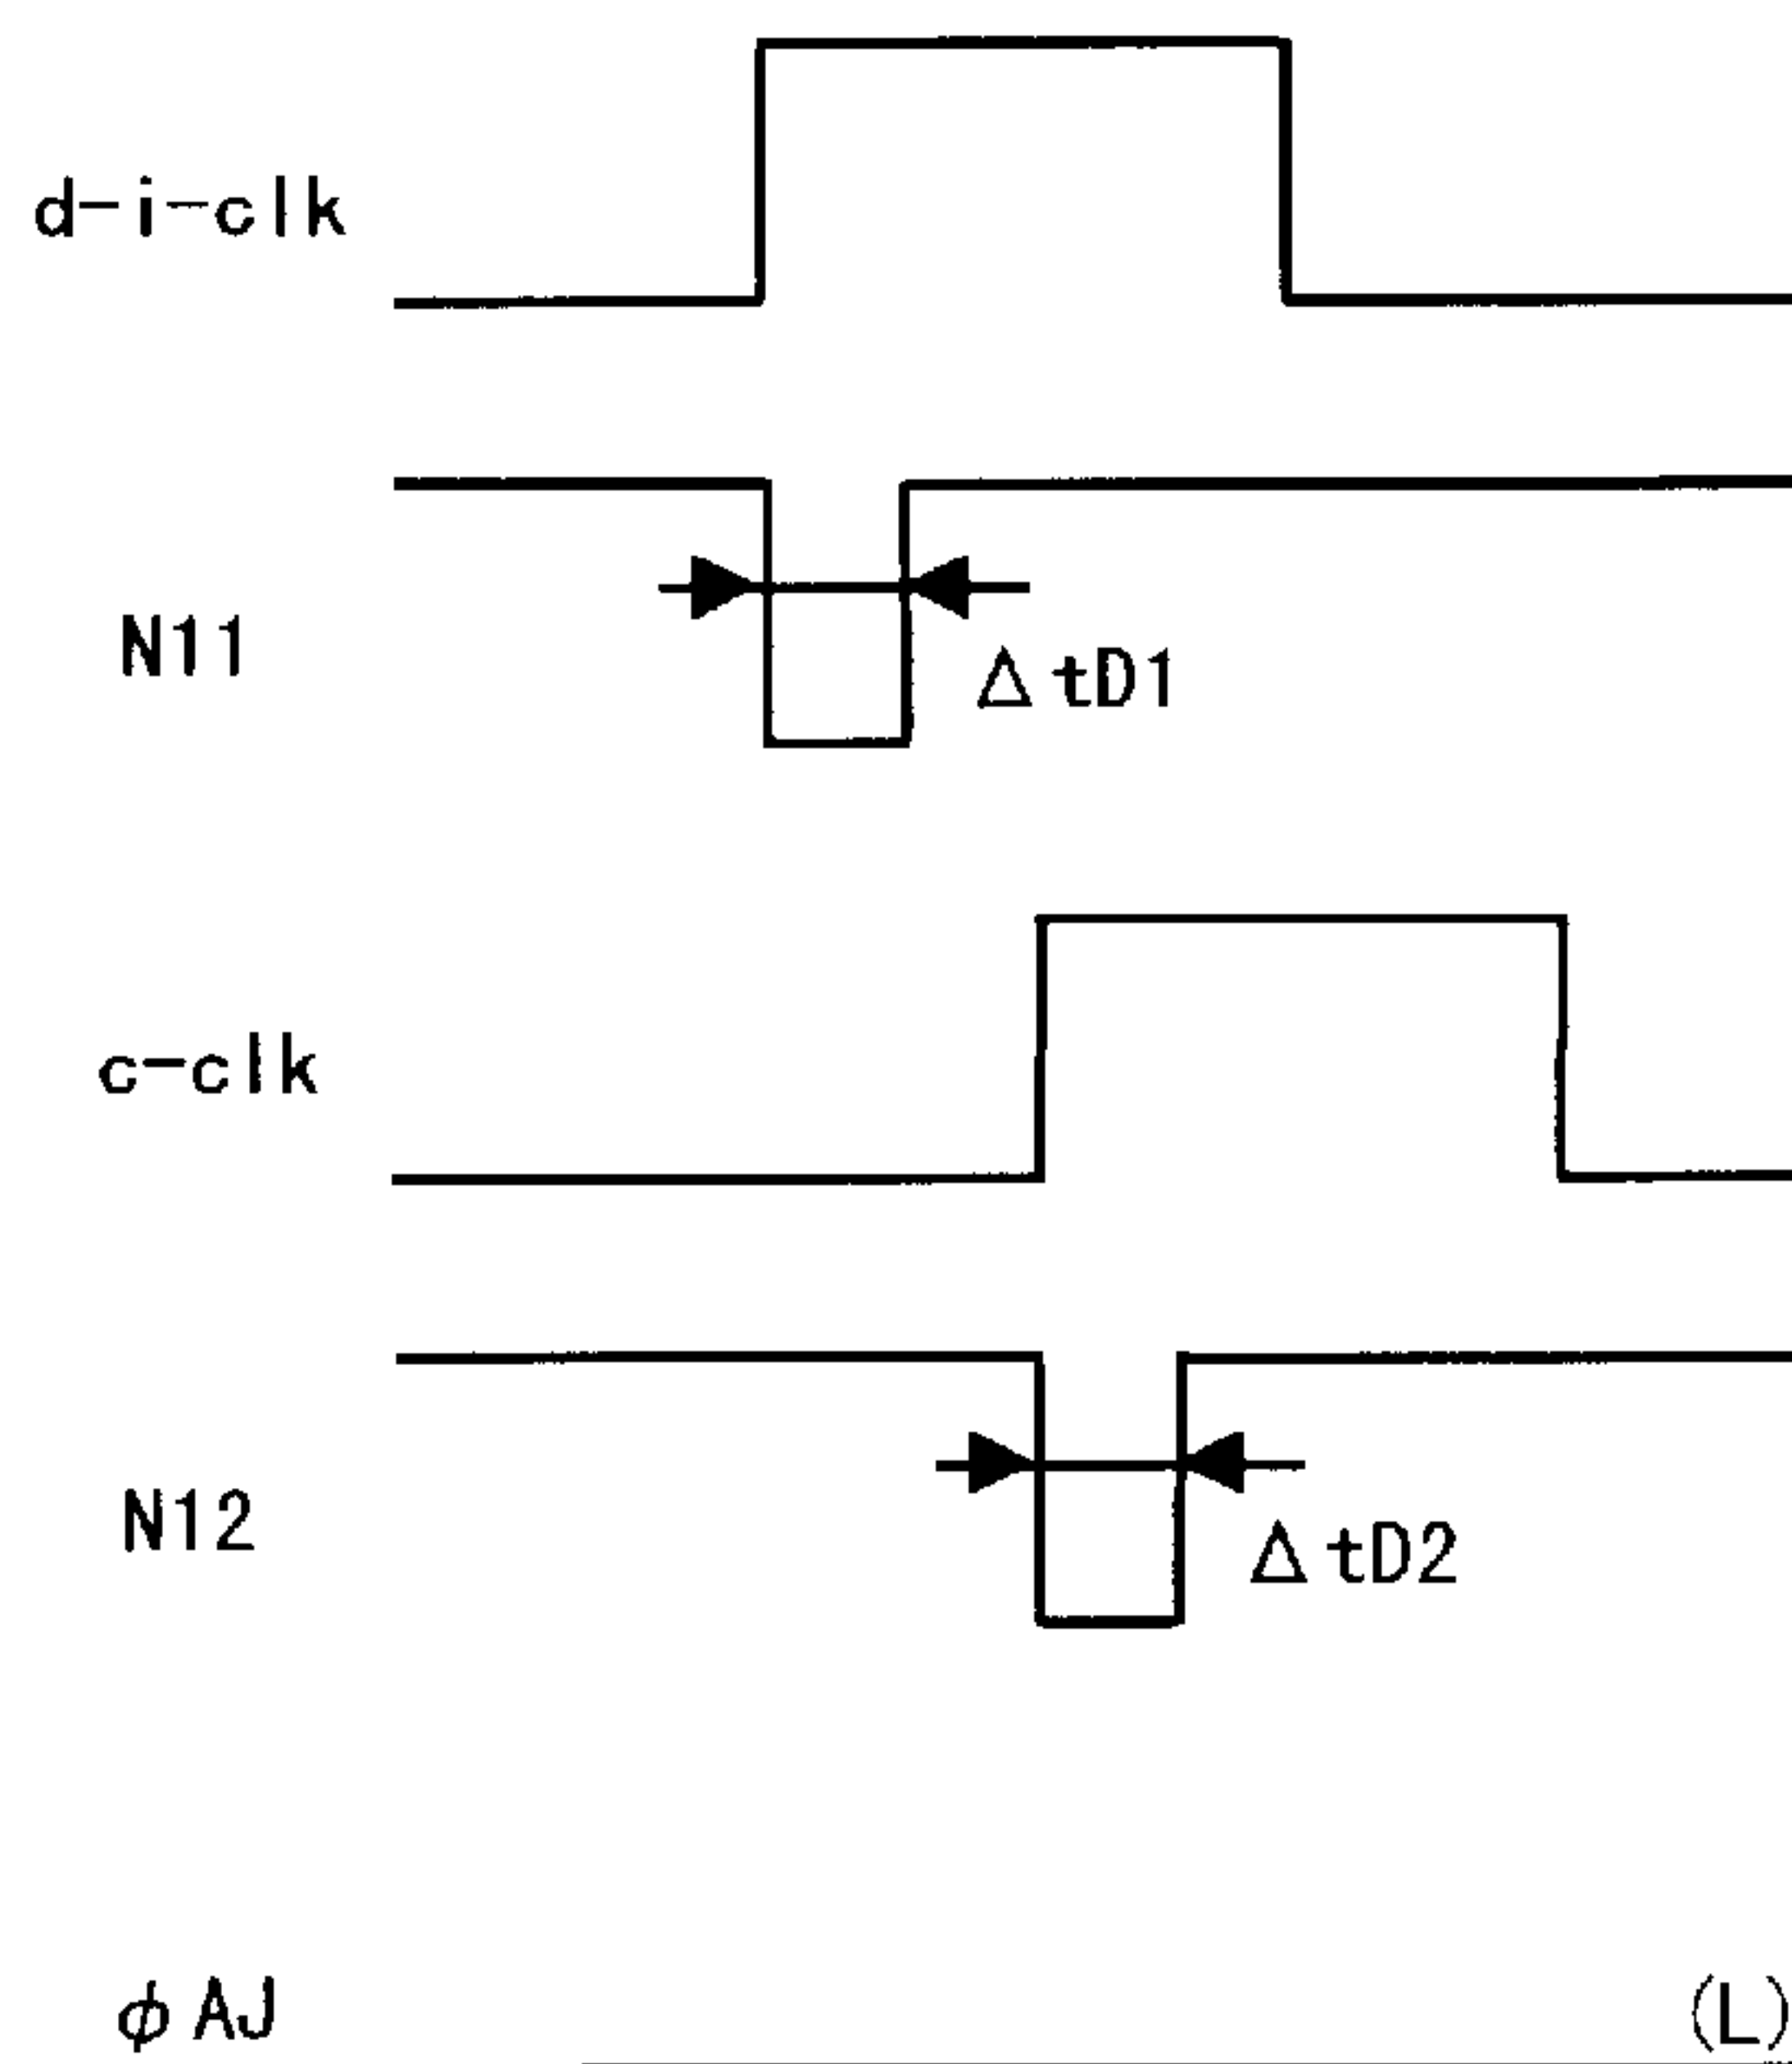 d-i-clk
N11
ΔtD1
c-clk
N12
ΔtD2
φAJ (L)